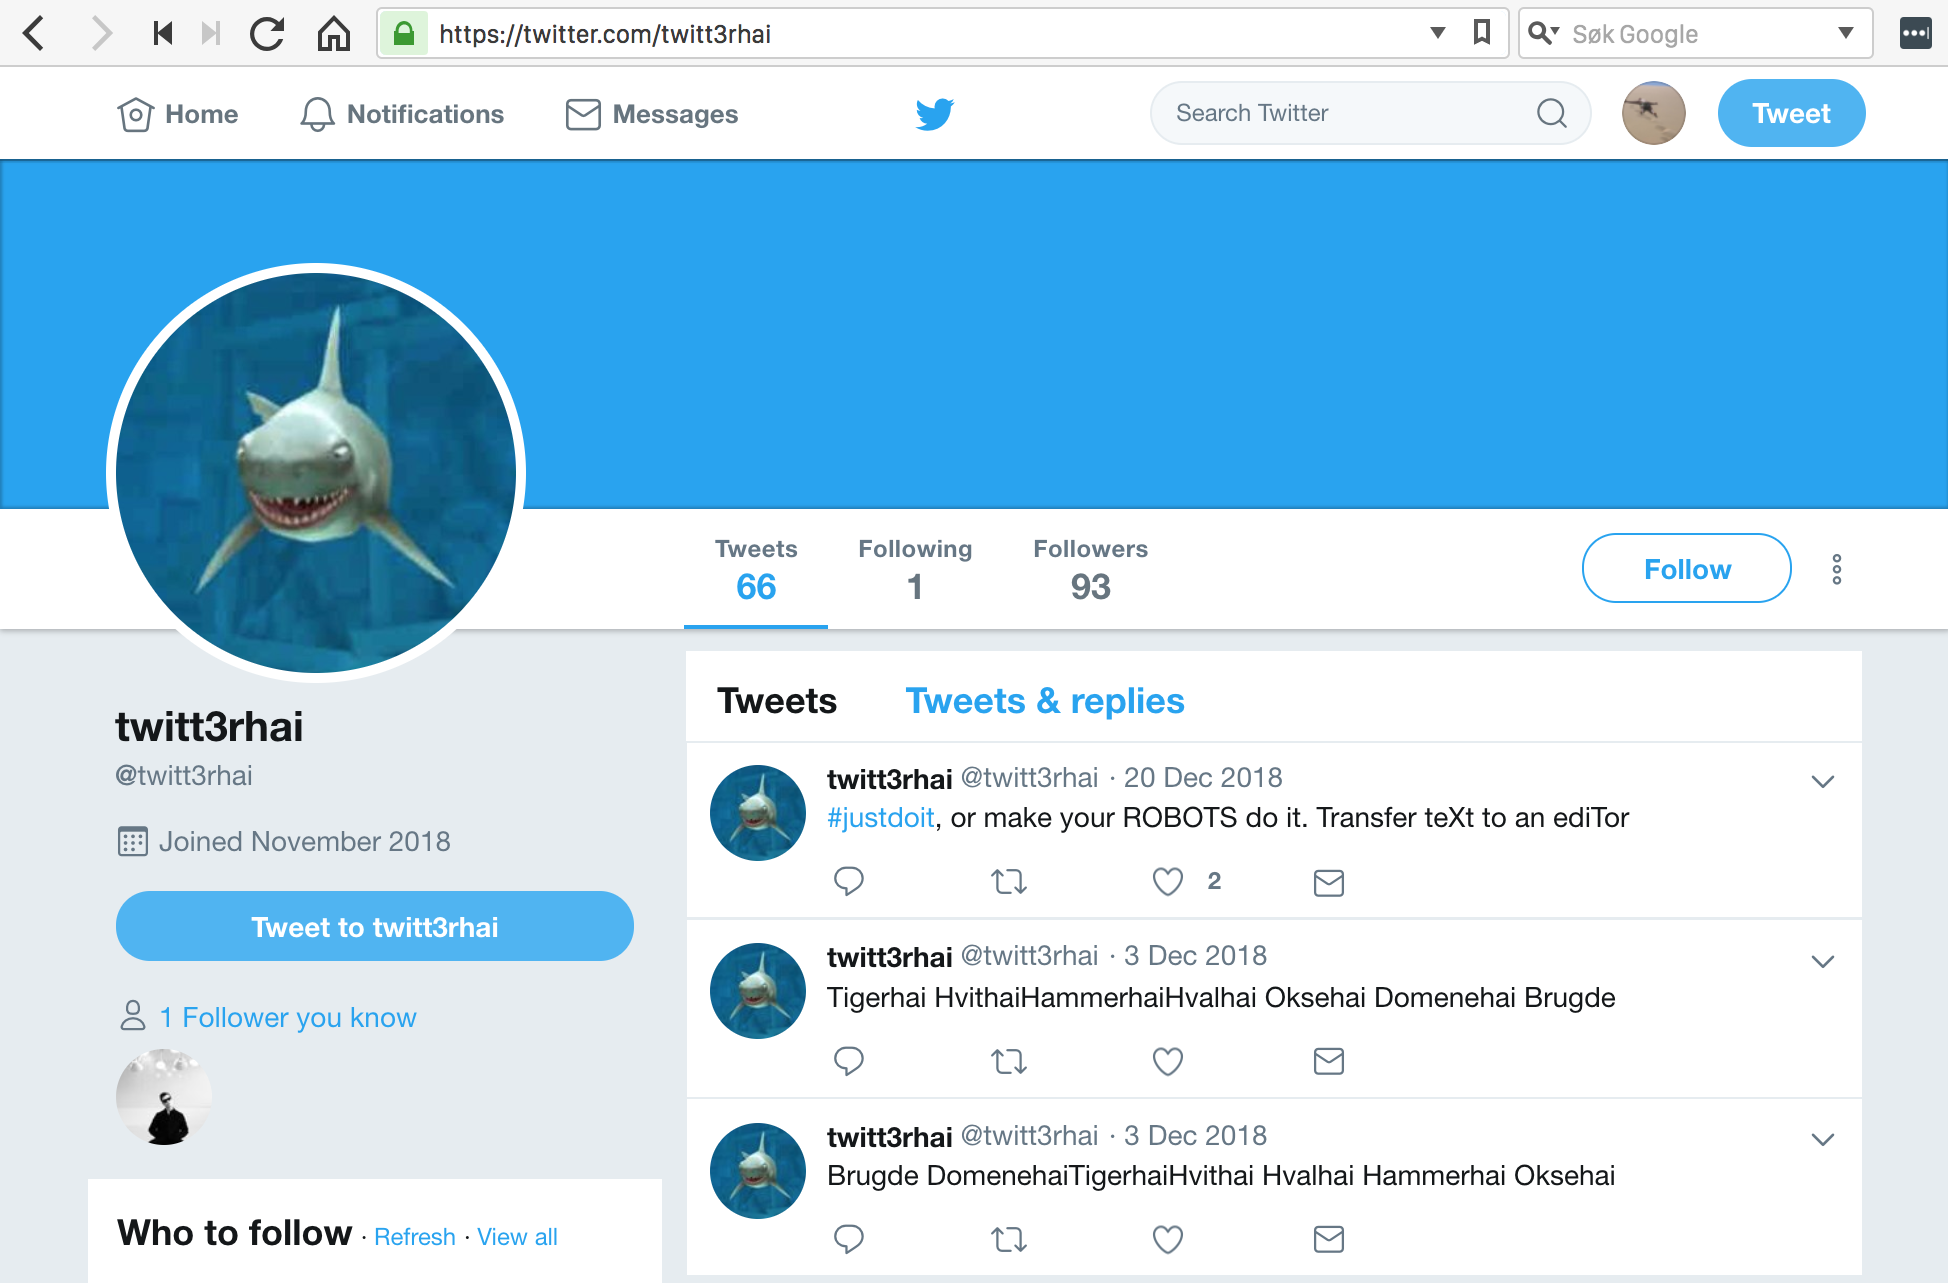 https://twitter.com/twitt3rhai
Søk Google
Home
Notifications
Messages
Search Twitter
Tweet
Tweets
66
Following
1
Followers
93
Follow
twitt3rhai
@twitt3rhai
Joined November 2018
Tweet to twitt3rhai
1 Follower you know
Who to follow · Refresh · View all
Tweets
Tweets & replies
twitt3rhai @twitt3rhai · 20 Dec 2018
#justdoit, or make your ROBOTS do it. Transfer teXt to an ediTor
2
twitt3rhai @twitt3rhai · 3 Dec 2018
Tigerhai HvithaiHammerhaiHvalhai Oksehai Domenehai Brugde
twitt3rhai @twitt3rhai · 3 Dec 2018
Brugde DomenehaiTigerhaiHvithai Hvalhai Hammerhai Oksehai